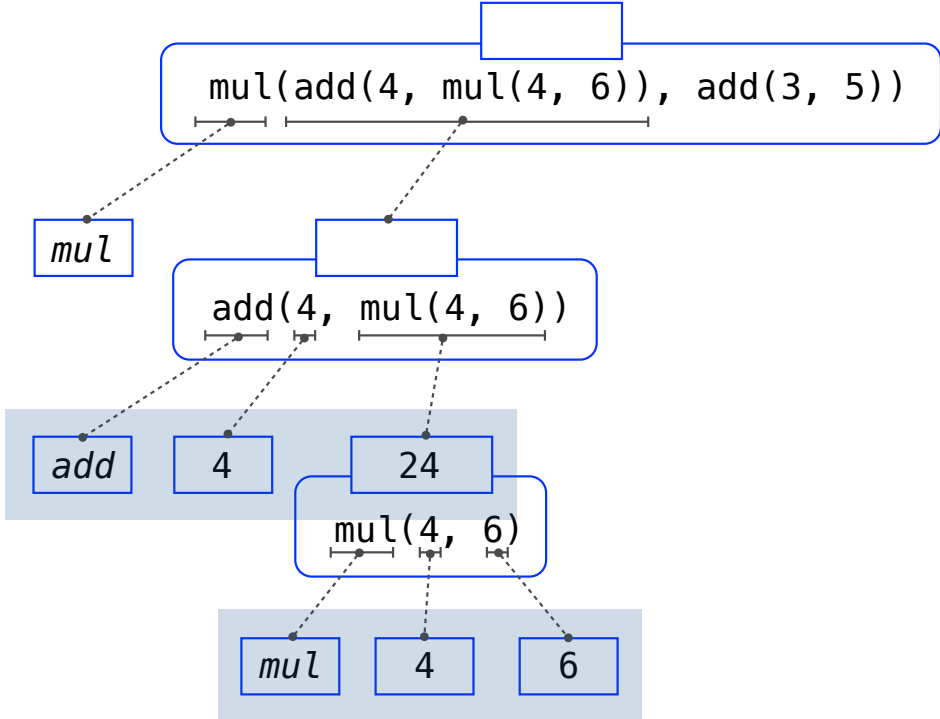 mul(add(4, mul(4, 6)), add(3, 5))
mul
add(4, mul(4, 6))
add 4 24
mul(4, 6)
mul 4 6